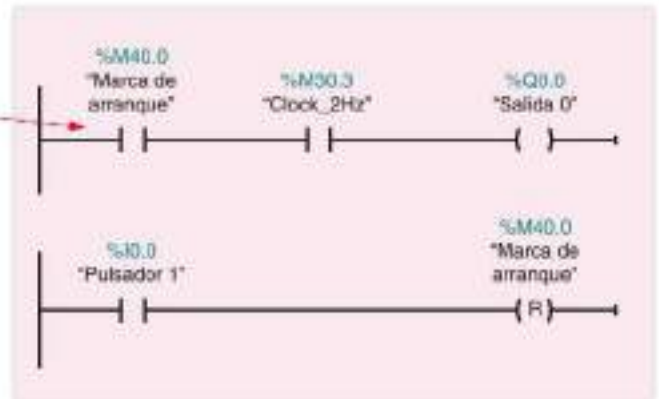 %M40.0
"Marca de
arranque"
%M30.3
"Clock_2Hz"
%Q0.0
"Salida 0"
%I0.0
"Pulsador 1"
%M40.0
"Marca de
arranque"
( R )